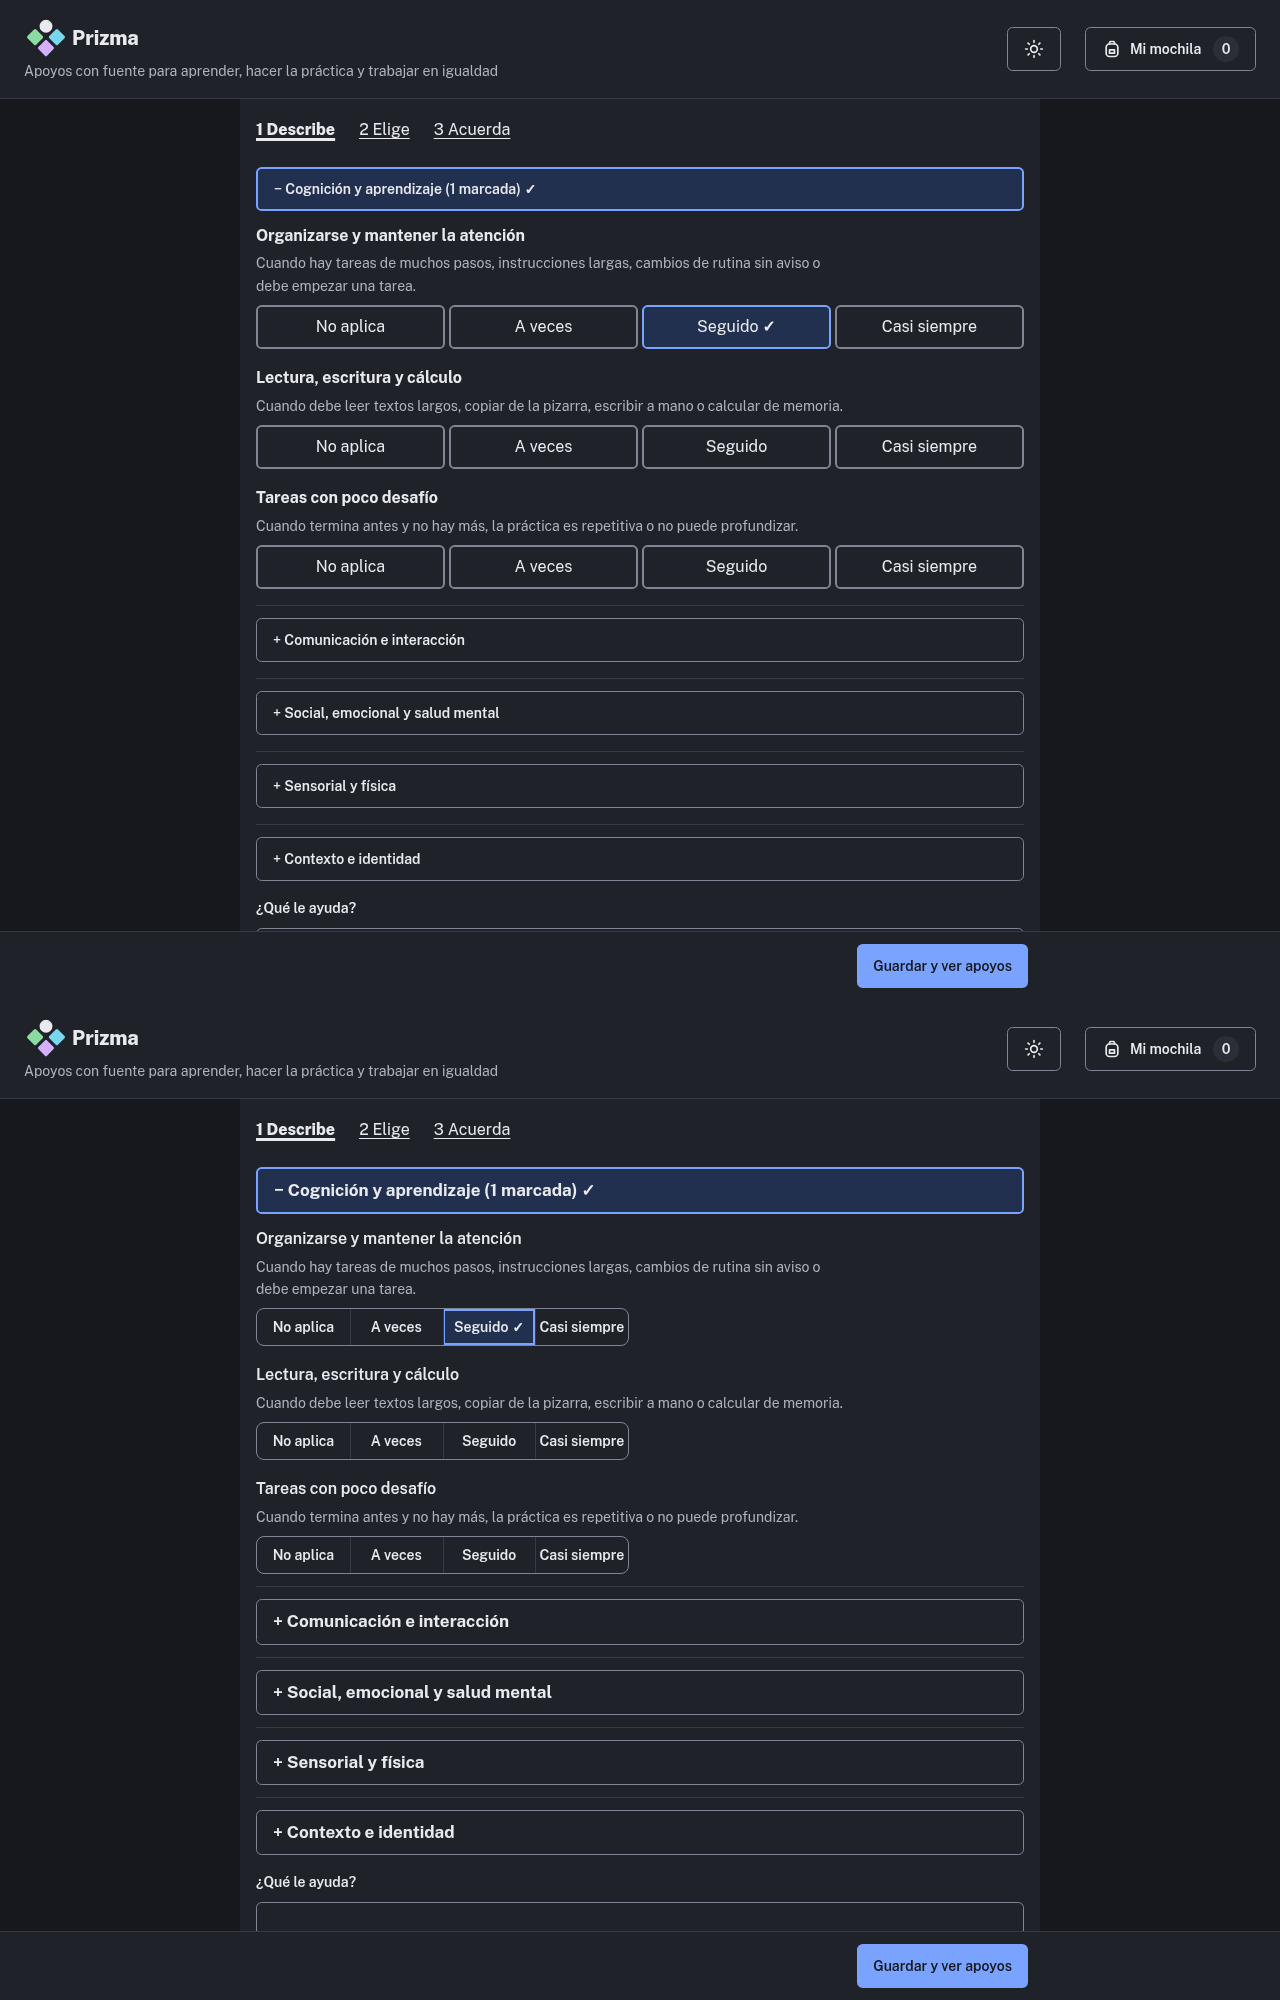 Prizma
Apoyos con fuente para aprender, hacer la práctica y trabajar en igualdad
Mi mochila 0
1 Describe 2 Elige 3 Acuerda
− Cognición y aprendizaje (1 marcada) ✓
Organizarse y mantener la atención
Cuando hay tareas de muchos pasos, instrucciones largas, cambios de rutina sin aviso o
debe empezar una tarea.
No aplica A veces Seguido ✓ Casi siempre
Lectura, escritura y cálculo
Cuando debe leer textos largos, copiar de la pizarra, escribir a mano o calcular de memoria.
No aplica A veces Seguido Casi siempre
Tareas con poco desafío
Cuando termina antes y no hay más, la práctica es repetitiva o no puede profundizar.
No aplica A veces Seguido Casi siempre
+ Comunicación e interacción
+ Social, emocional y salud mental
+ Sensorial y física
+ Contexto e identidad
¿Qué le ayuda?
Guardar y ver apoyos
Prizma
Apoyos con fuente para aprender, hacer la práctica y trabajar en igualdad
Mi mochila 0
1 Describe 2 Elige 3 Acuerda
− Cognición y aprendizaje (1 marcada) ✓
Organizarse y mantener la atención
Cuando hay tareas de muchos pasos, instrucciones largas, cambios de rutina sin aviso o
debe empezar una tarea.
No aplica A veces Seguido ✓ Casi siempre
Lectura, escritura y cálculo
Cuando debe leer textos largos, copiar de la pizarra, escribir a mano o calcular de memoria.
No aplica A veces Seguido Casi siempre
Tareas con poco desafío
Cuando termina antes y no hay más, la práctica es repetitiva o no puede profundizar.
No aplica A veces Seguido Casi siempre
+ Comunicación e interacción
+ Social, emocional y salud mental
+ Sensorial y física
+ Contexto e identidad
¿Qué le ayuda?
Guardar y ver apoyos